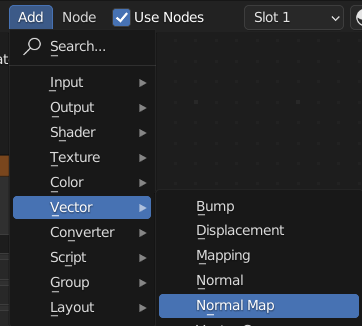 Add Node Use Nodes Slot 1
Search...
Input
Output
Shader
Texture
Color
Vector
Converter
Script
Group
Layout
Bump
Displacement
Mapping
Normal
Normal Map